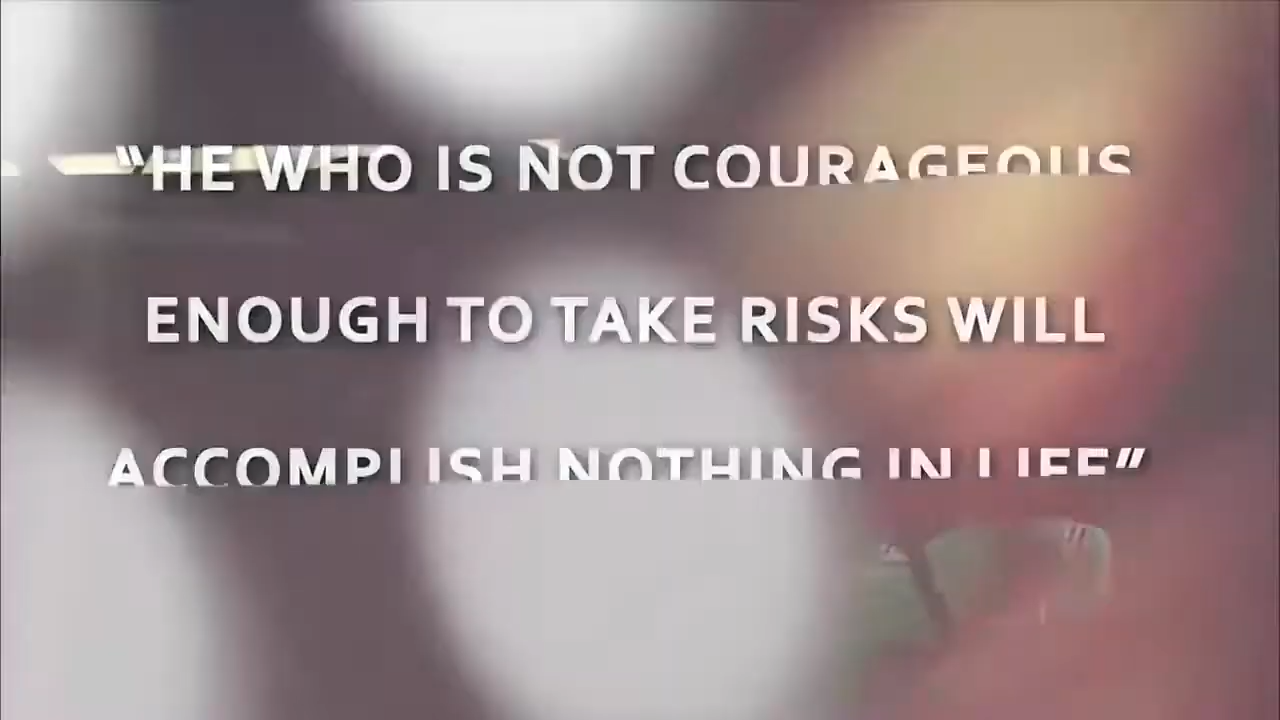 “HE WHO IS NOT COURAGEOUS
ENOUGH TO TAKE RISKS WILL
ACCOMPLISH NOTHING IN LIFE”